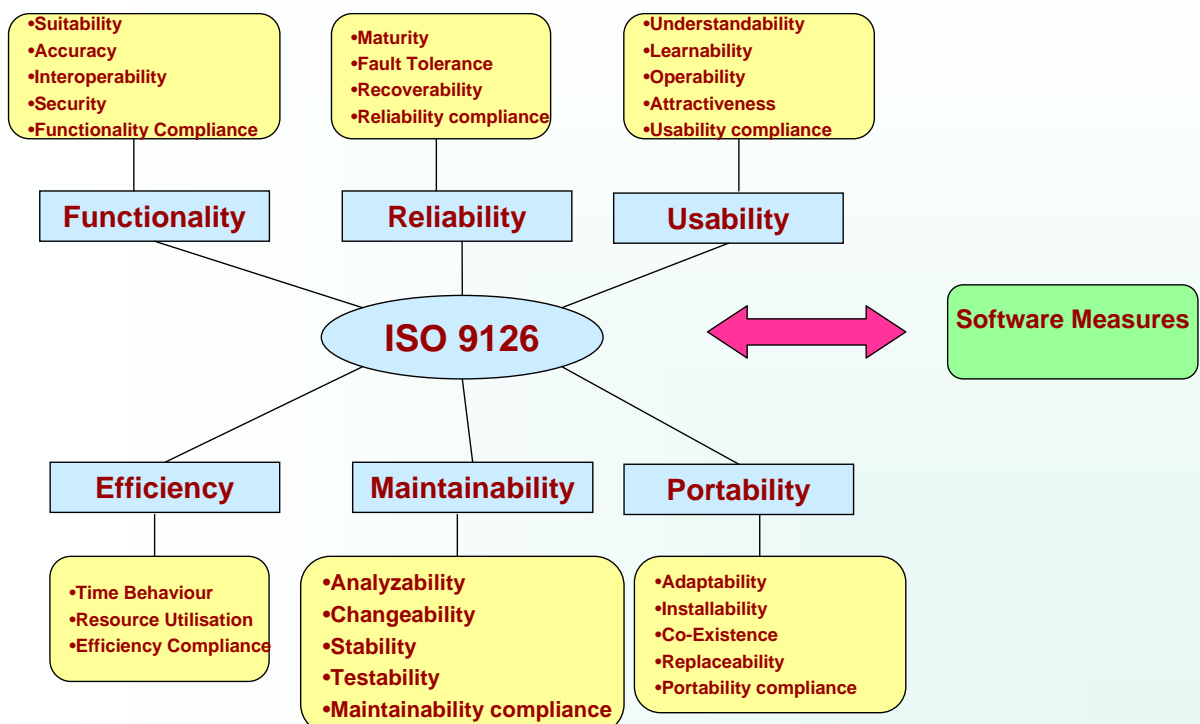 •Suitability
•Accuracy
•Interoperability
•Security
•Functionality Compliance
•Maturity
•Fault Tolerance
•Recoverability
•Reliability compliance
•Understandability
•Learnability
•Operability
•Attractiveness
•Usability compliance
Functionality
Reliability
Usability
ISO 9126
Software Measures
Efficiency
Maintainability
Portability
•Time Behaviour
•Resource Utilisation
•Efficiency Compliance
•Analyzability
•Changeability
•Stability
•Testability
•Maintainability compliance
•Adaptability
•Installability
•Co-Existence
•Replaceability
•Portability compliance